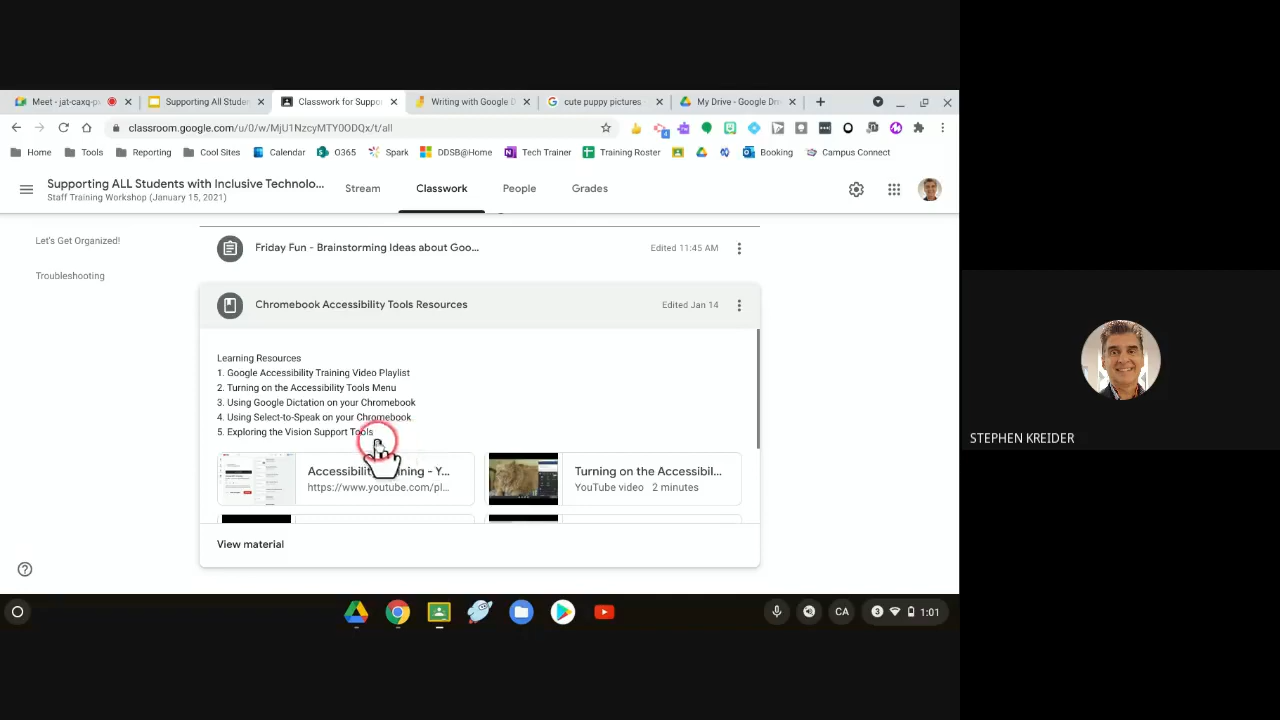 Meet - jat-caxq-p
Supporting All Studen
Classwork for Suppo
Writing with Google D
cute puppy pictures -
My Drive - Google Dri
classroom.google.com/u/0/w/MjU1NzcyMTY0ODQx/t/all
Home
Tools
Reporting
Cool Sites
Calendar
O365
Spark
DDSB@Home
Tech Trainer
Training Roster
Booking
Campus Connect
Supporting ALL Students with Inclusive Technolo...
Staff Training Workshop (January 15, 2021)
Stream
Classwork
People
Grades
Let's Get Organized!
Troubleshooting
Friday Fun - Brainstorming Ideas about Goo...
Edited 11:45 AM
Chromebook Accessibility Tools Resources
Edited Jan 14
Learning Resources
1. Google Accessibility Training Video Playlist
2. Turning on the Accessibility Tools Menu
3. Using Google Dictation on your Chromebook
4. Using Select-to-Speak on your Chromebook
5. Exploring the Vision Support Tools
Accessibility Training - Y...
https://www.youtube.com/pl...
Turning on the Accessibil...
YouTube video 2 minutes
View material
CA
3
1:01
STEPHEN KREIDER